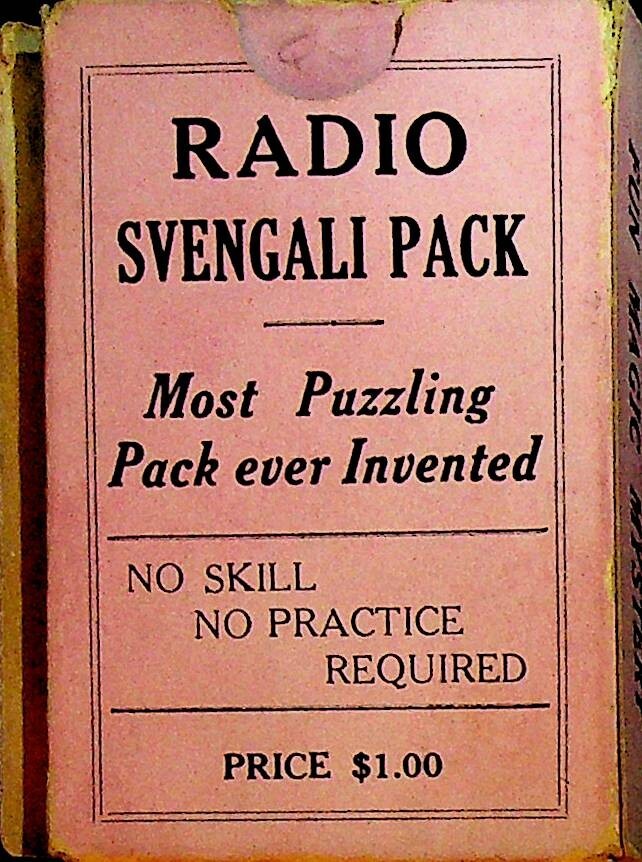 RADIO
SVENGALI PACK
Most Puzzling
Pack ever Invented
NO SKILL
NO PRACTICE
REQUIRED
PRICE $1.00